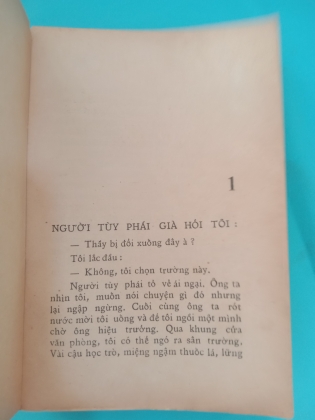 1
NGƯỜI TÙY PHÁI GIÀ HỎI TÔI :
— Thầy bị đổi xuống đây à ?
Tôi lắc đầu :
— Không, tôi chọn trường này.
Người tùy phái tỏ vẻ ái ngại. Ông ta
nhìn tôi, muốn nói chuyện gì đó nhưng
lại ngập ngừng. Cuối cùng ông ta rót
nước mời tôi uống và để tôi ngồi một mình
chờ ông hiệu trưởng. Qua khung cửa
văn phòng, tôi có thể ngó ra sân trường.
Vài cậu học trò, miệng ngậm thuốc lá, lững